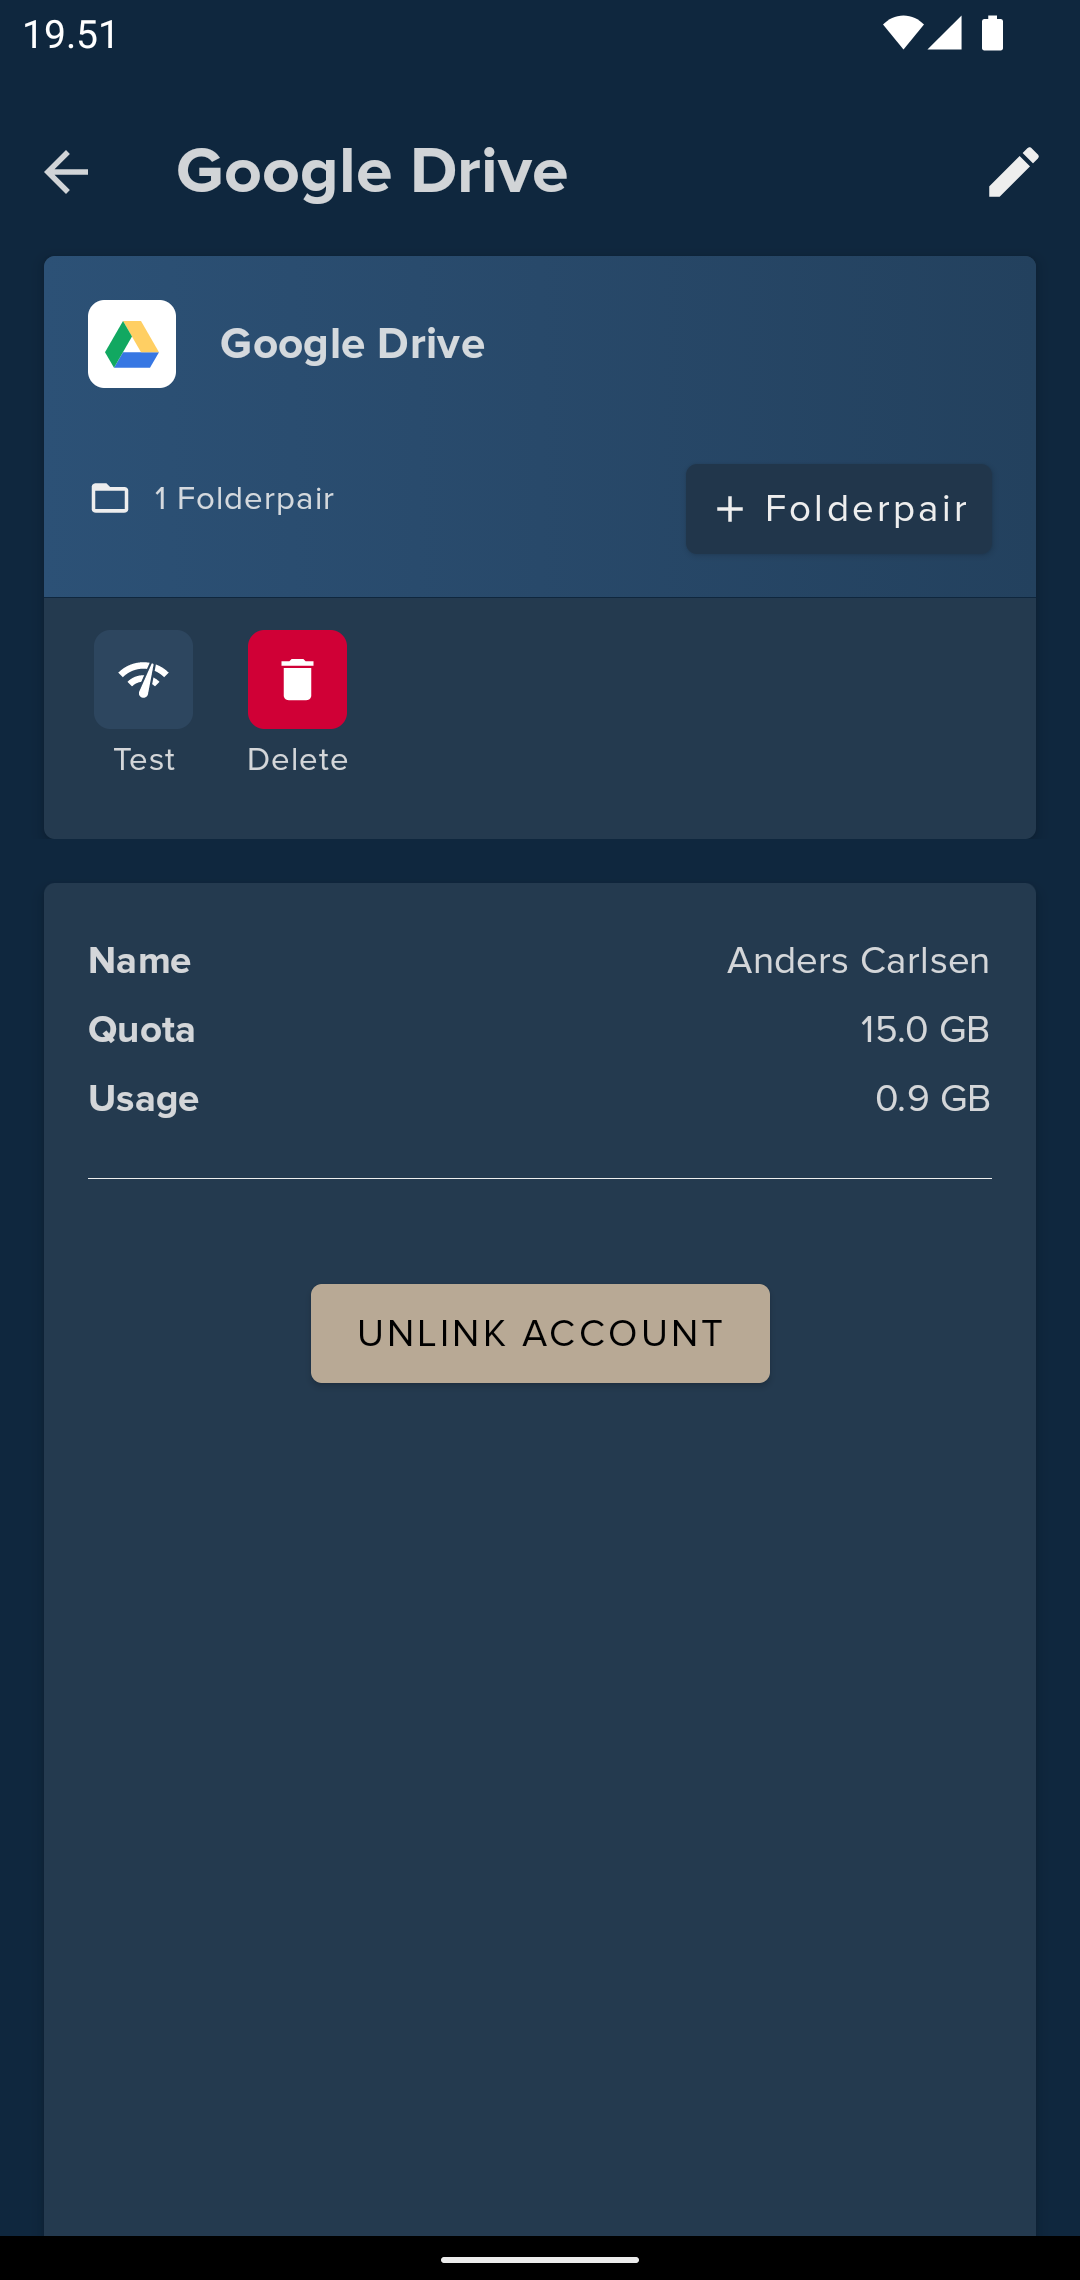 19.51
Google Drive
Google Drive
1 Folderpair
+ Folderpair
Test
Delete
Name
Anders Carlsen
Quota
15.0 GB
Usage
0.9 GB
UNLINK ACCOUNT